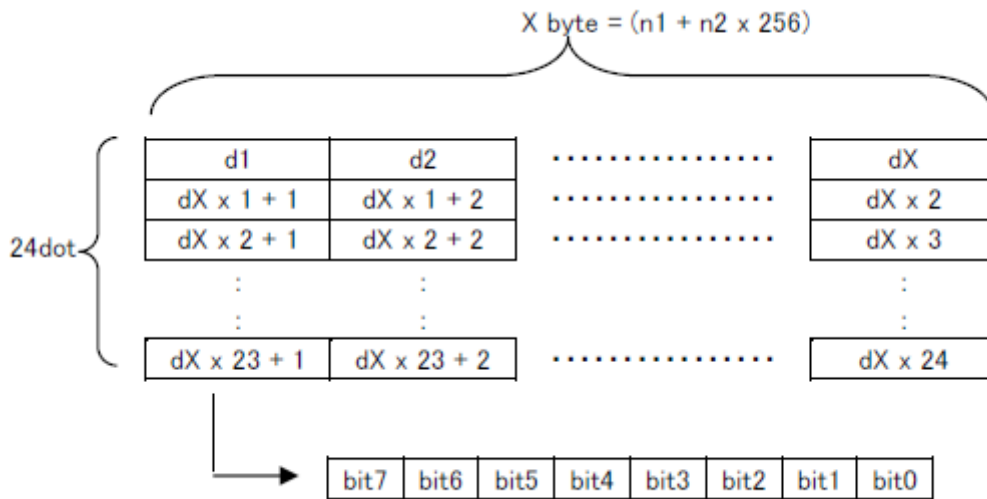 X byte = (n1 + n2 x 256)
d1 d2 ················· dX
dX x 1 + 1 dX x 1 + 2 ················· dX x 2
24dot dX x 2 + 1 dX x 2 + 2 ················· dX x 3
: : :
: : :
dX x 23 + 1 dX x 23 + 2 ················· dX x 24
bit7 bit6 bit5 bit4 bit3 bit2 bit1 bit0